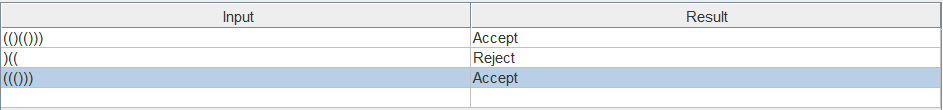 Input Result
(()(())) Accept
)(( Reject
((())) Accept